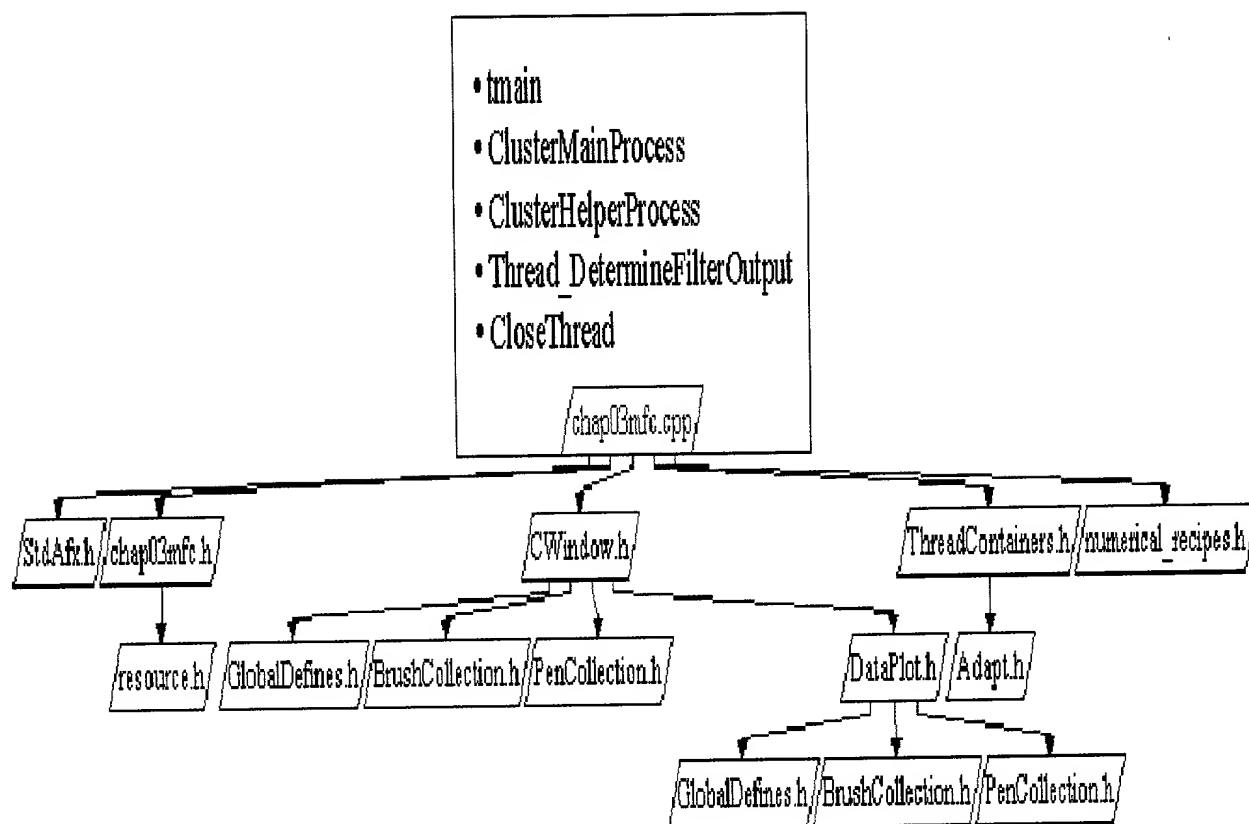 • tmain
• ClusterMainProcess
• ClusterHelperProcess
• Thread_DetermineFilterOutput
• CloseThread
chap03mfc.cpp
StdAfx.h chap03mfc.h CWindow.h ThreadContainers.h numerical_recipes.h
resource.h GlobalDefines.h BrushCollection.h PenCollection.h DataPlot.h Adapt.h
GlobalDefines.h BrushCollection.h PenCollection.h